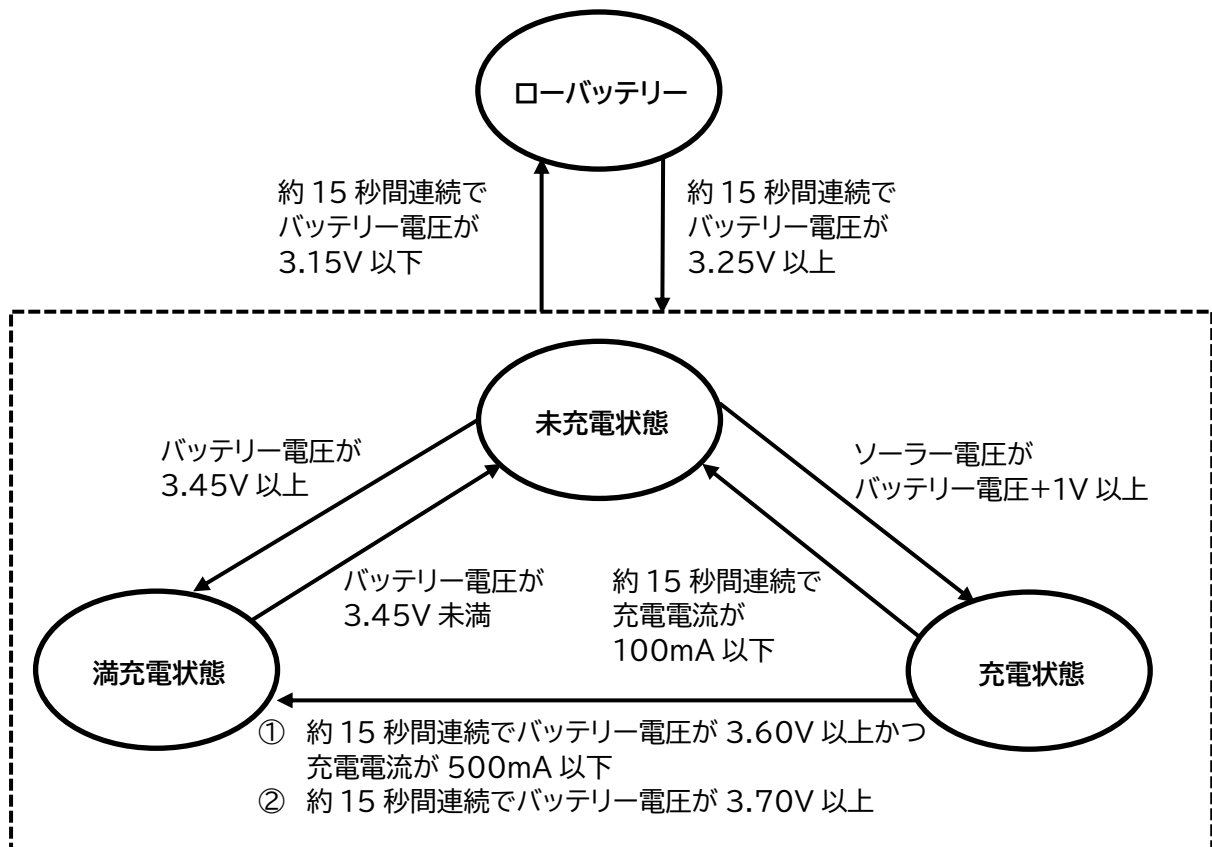 ローバッテリー
約 15 秒間連続で
バッテリー電圧が
3.15V 以下
約 15 秒間連続で
バッテリー電圧が
3.25V 以上
未充電状態
バッテリー電圧が
3.45V 以上
ソーラー電圧が
バッテリー電圧+1V 以上
バッテリー電圧が
3.45V 未満
約 15 秒間連続で
充電電流が
100mA 以下
満充電状態
充電状態
① 約 15 秒間連続でバッテリー電圧が 3.60V 以上かつ
充電電流が 500mA 以下
② 約 15 秒間連続でバッテリー電圧が 3.70V 以上